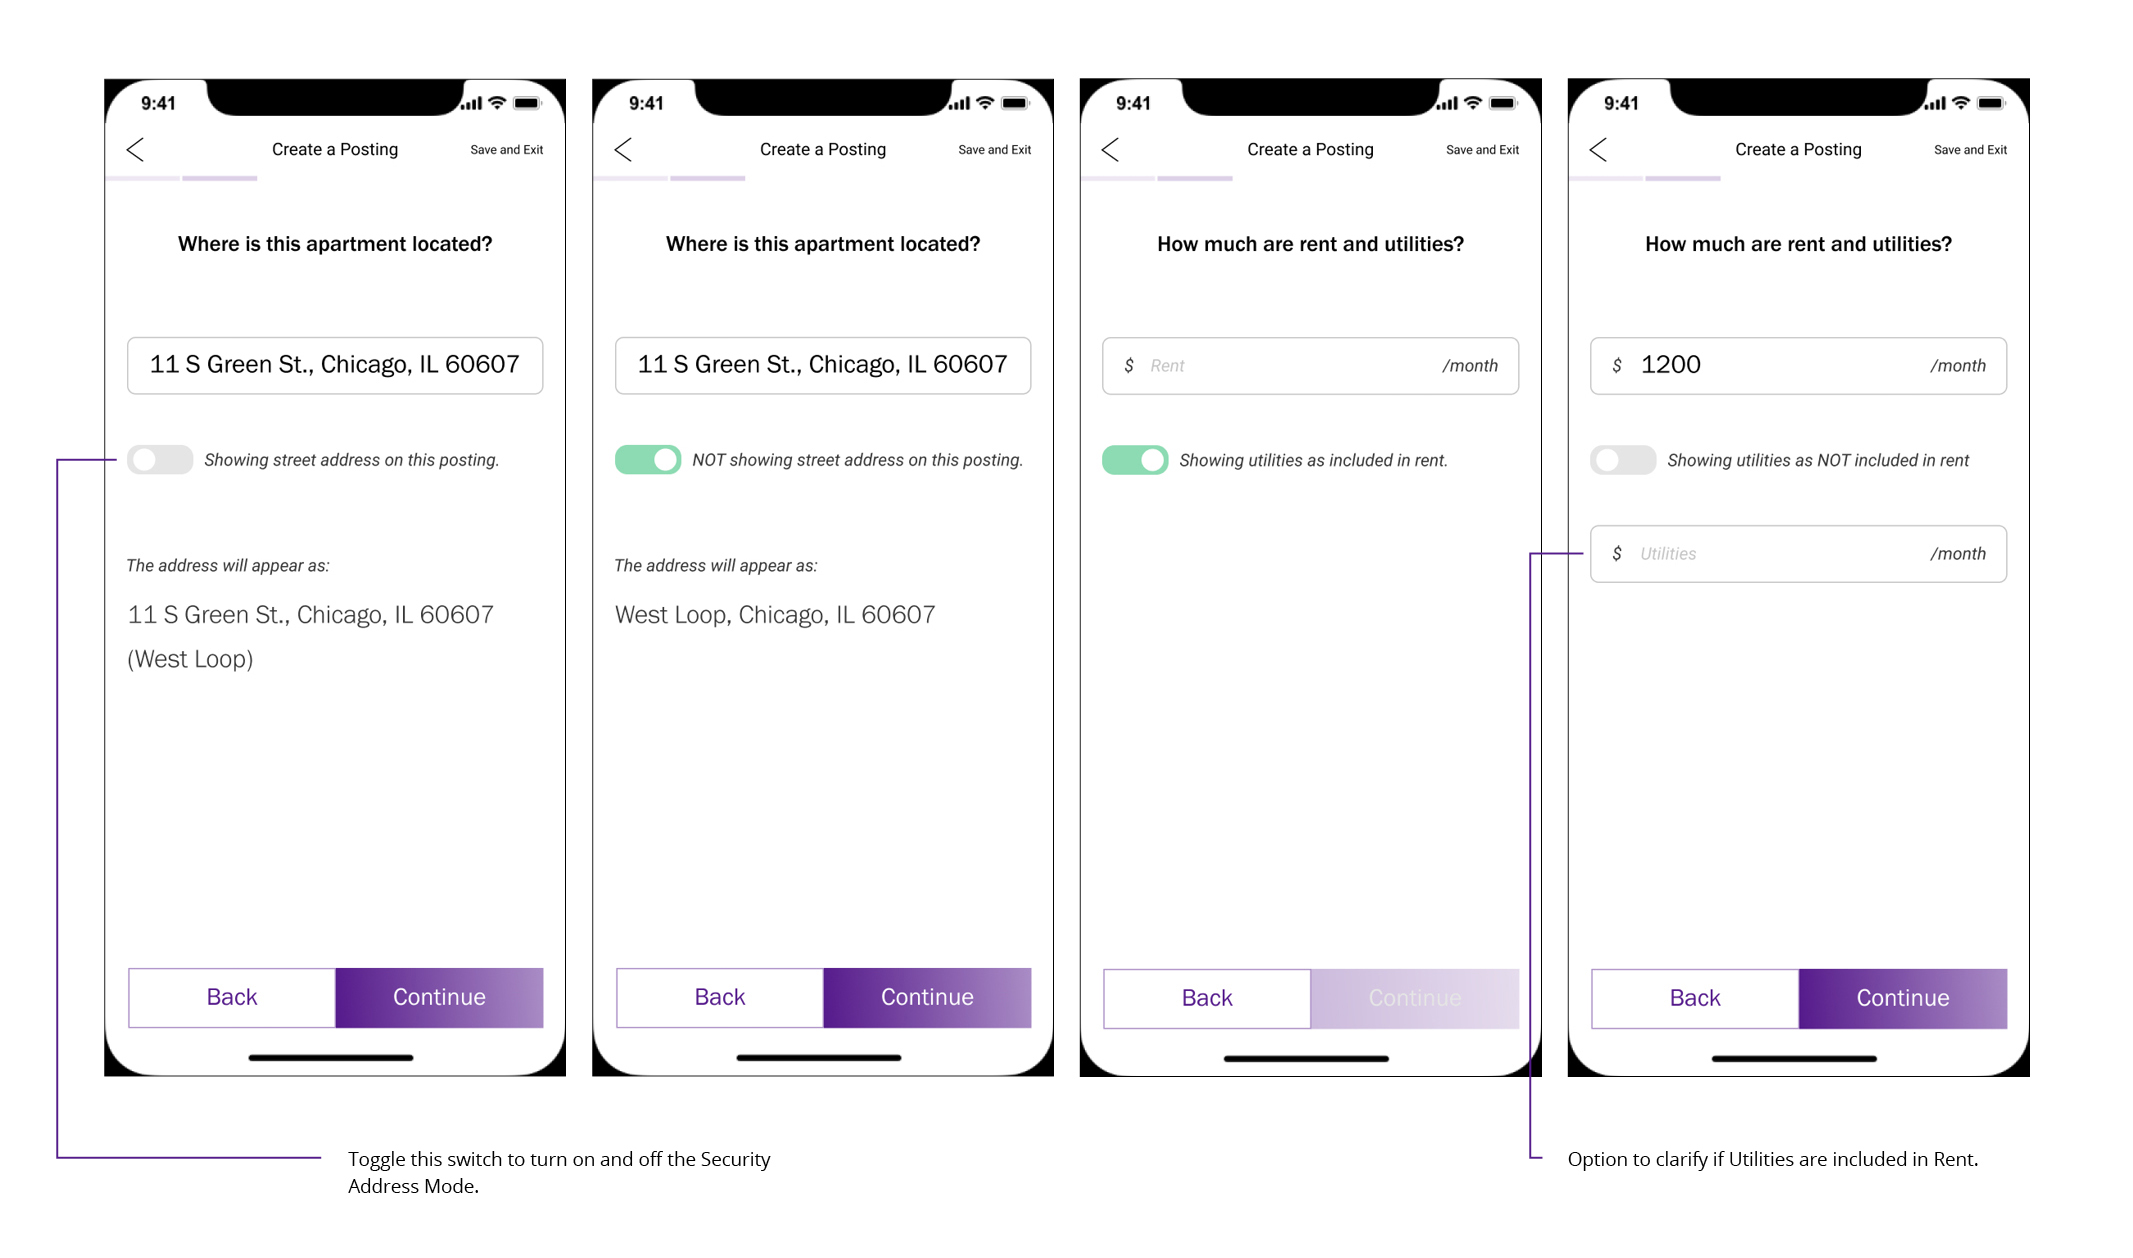 9:41
Create a Posting
Save and Exit
Where is this apartment located?
11 S Green St., Chicago, IL 60607
Showing street address on this posting.
The address will appear as:
11 S Green St., Chicago, IL 60607
(West Loop)
Back
Continue
9:41
Create a Posting
Save and Exit
Where is this apartment located?
11 S Green St., Chicago, IL 60607
NOT showing street address on this posting.
The address will appear as:
West Loop, Chicago, IL 60607
Back
Continue
9:41
Create a Posting
Save and Exit
How much are rent and utilities?
$ Rent /month
Showing utilities as included in rent.
Back
Continue
9:41
Create a Posting
Save and Exit
How much are rent and utilities?
$ 1200 /month
Showing utilities as NOT included in rent
$ Utilities /month
Back
Continue
Toggle this switch to turn on and off the Security
Address Mode.
Option to clarify if Utilities are included in Rent.